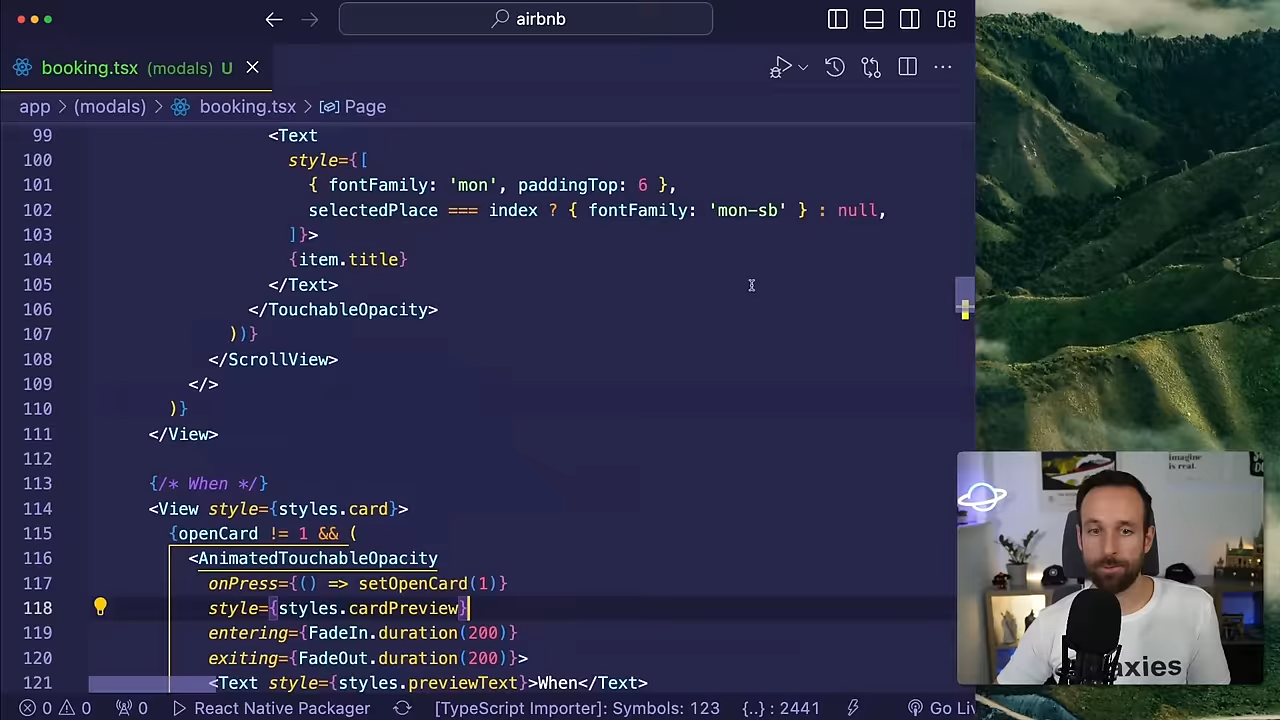 airbnb
booking.tsx (modals) U
app > (modals) > booking.tsx > Page
99 <Text
100 style={[
101 { fontFamily: 'mon', paddingTop: 6 },
102 selectedPlace === index ? { fontFamily: 'mon-sb' } : null,
103 ]}>
104 {item.title}
105 </Text>
106 </TouchableOpacity>
107 ))}
108 </ScrollView>
109 </>
110 )}
111 </View>
112
113 {/* When */}
114 <View style={styles.card}>
115 {openCard != 1 && (
116 <AnimatedTouchableOpacity
117 onPress={() => setOpenCard(1)}
118 style={styles.cardPreview}
119 entering={FadeIn.duration(200)}
120 exiting={FadeOut.duration(200)}>
121 <Text style={styles.previewText}>When</Text>
0 0 0 React Native Packager [TypeScript Importer]: Symbols: 123 {..} : 2441 Go Liv
imagine
is real.